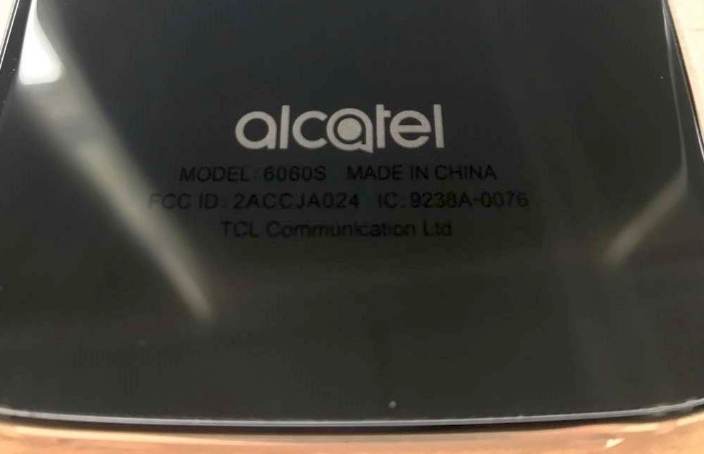 alcatel
MODEL: 6060S MADE IN CHINA
FCC ID: 2ACCJA024 IC: 9238A-0076
TCL Communication Ltd